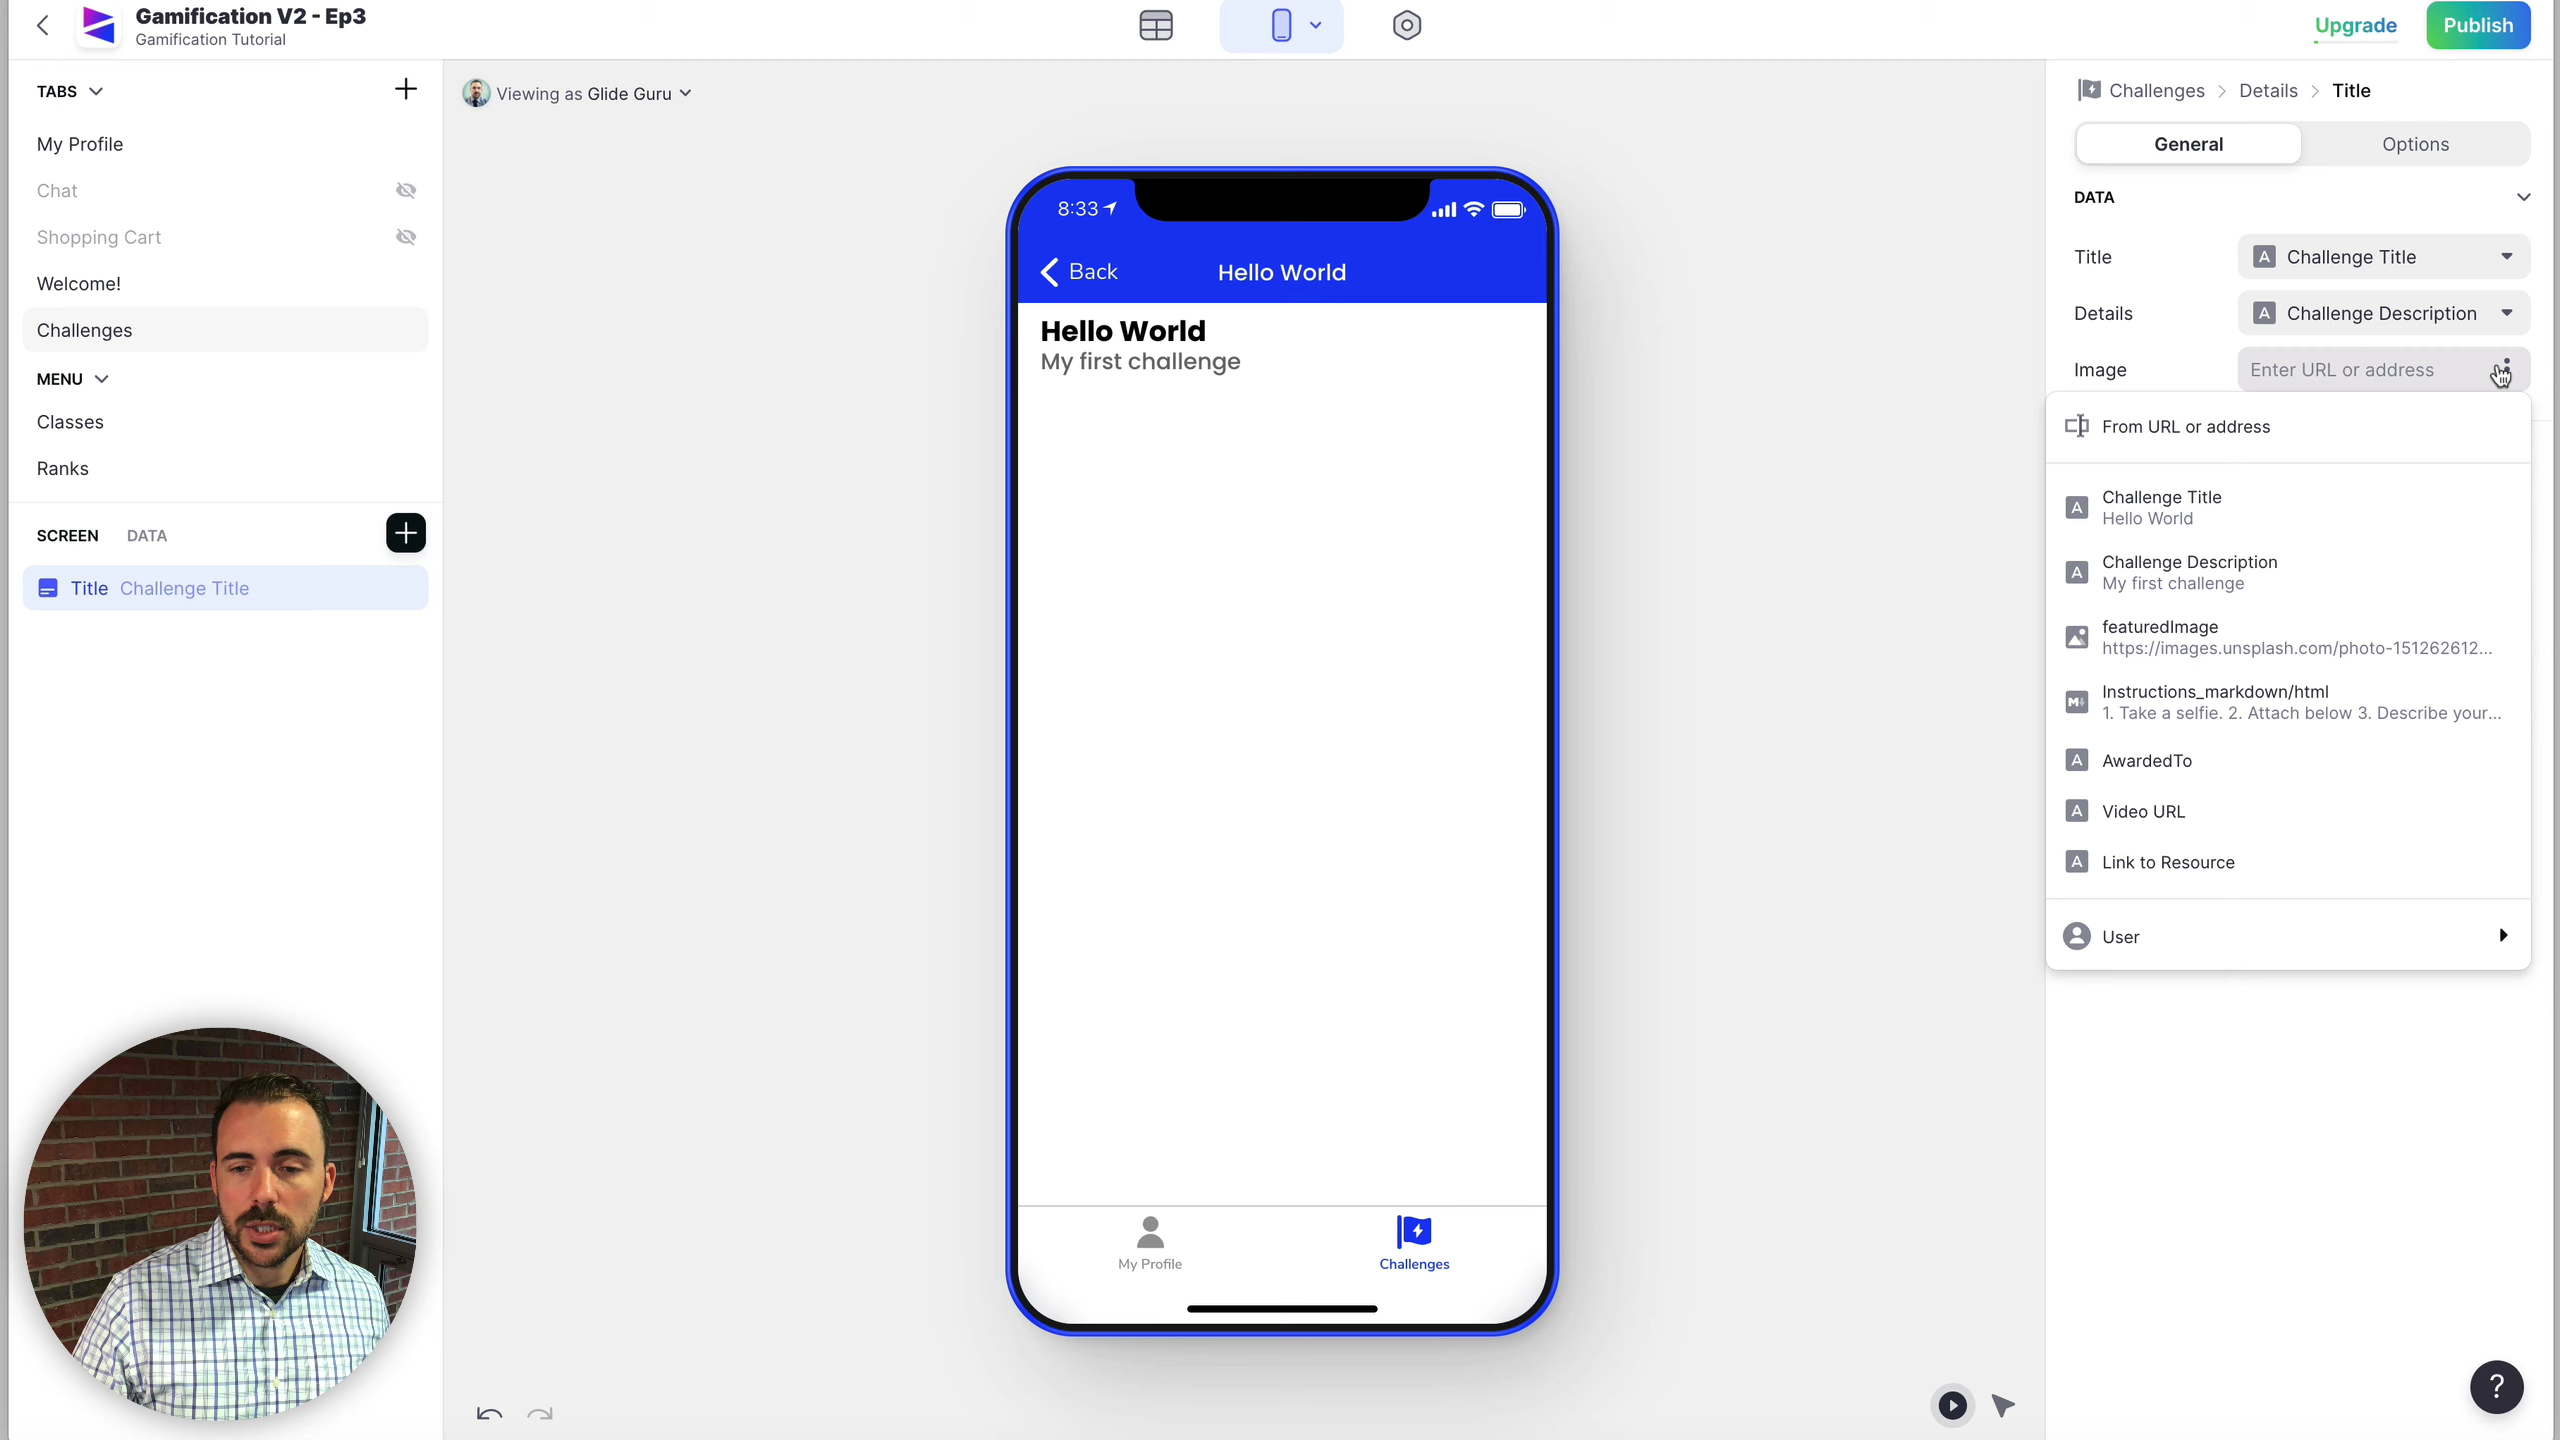 Gamification V2 - Ep3
Gamification Tutorial
Upgrade
Publish
TABS
My Profile
Chat
Shopping Cart
Welcome!
Challenges
MENU
Classes
Ranks
SCREEN DATA
Title Challenge Title
Viewing as Glide Guru
8:33
Back Hello World
Hello World
My first challenge
My Profile
Challenges
Challenges > Details > Title
General Options
DATA
Title A Challenge Title
Details A Challenge Description
Image Enter URL or address
From URL or address
A Challenge Title
Hello World
A Challenge Description
My first challenge
featuredImage
https://images.unsplash.com/photo-151262612...
M Instructions_markdown/html
1. Take a selfie. 2. Attach below 3. Describe your...
A AwardedTo
A Video URL
A Link to Resource
User
?